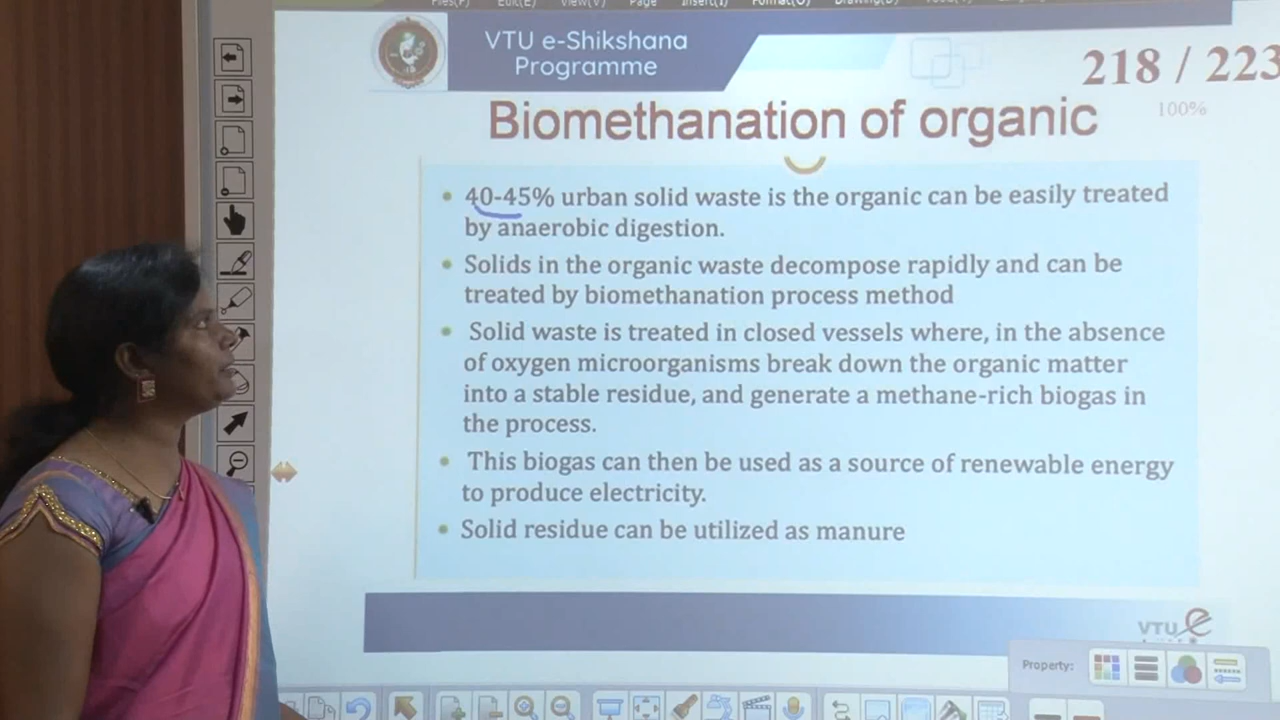 VTU e-Shikshana
Programme
218 / 223
100%
Biomethanation of organic
• 40-45% urban solid waste is the organic can be easily treated
by anaerobic digestion.
• Solids in the organic waste decompose rapidly and can be
treated by biomethanation process method
• Solid waste is treated in closed vessels where, in the absence
of oxygen microorganisms break down the organic matter
into a stable residue, and generate a methane-rich biogas in
the process.
• This biogas can then be used as a source of renewable energy
to produce electricity.
• Solid residue can be utilized as manure
VTU e
Property: